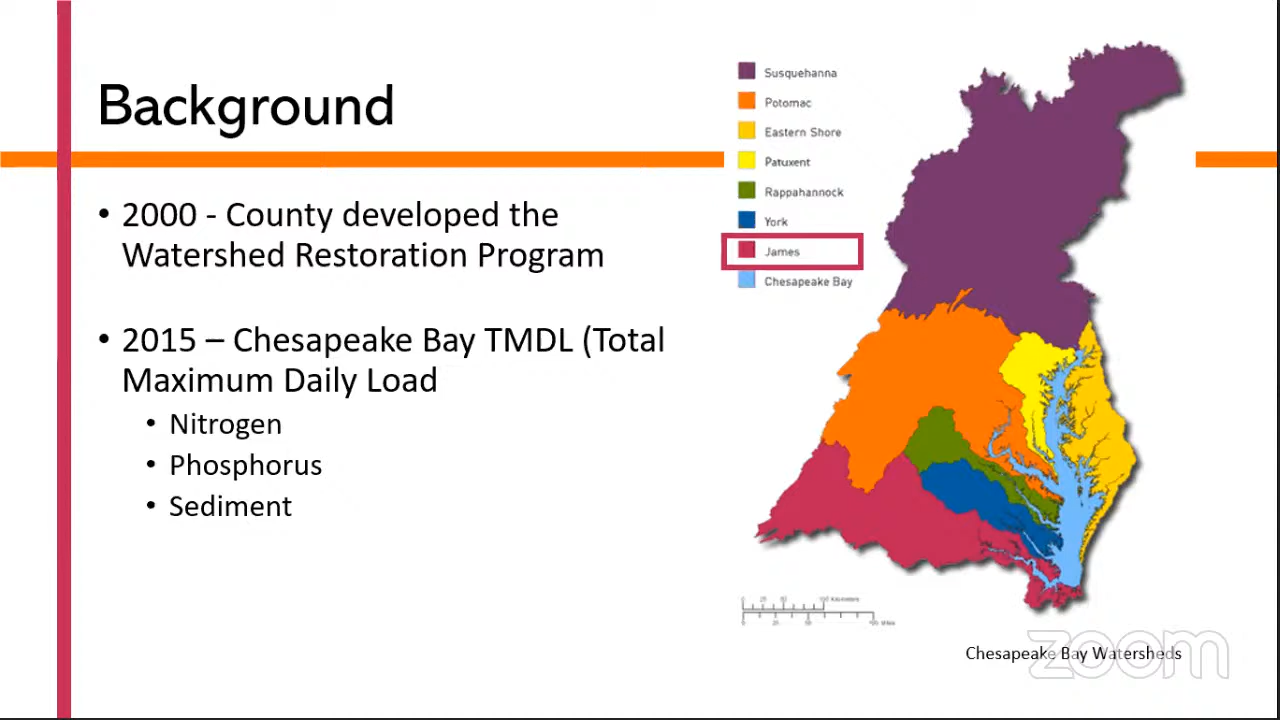 Background
• 2000 - County developed the
Watershed Restoration Program
• 2015 – Chesapeake Bay TMDL (Total
Maximum Daily Load
• Nitrogen
• Phosphorus
• Sediment
Susquehanna
Potomac
Eastern Shore
Patuxent
Rappahannock
York
James
Chesapeake Bay
Chesapeake Bay Watersheds
zoom